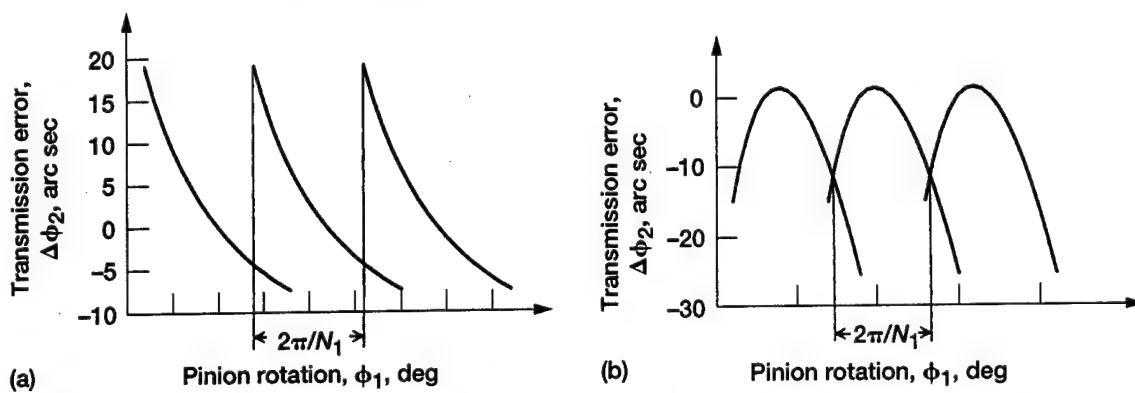 20
15
10
5
0
−5
−10
Transmission error,
Δϕ₂, arc sec
2π/N₁
(a)
Pinion rotation, ϕ₁, deg
0
−10
−20
−30
Transmission error,
Δϕ₂, arc sec
2π/N₁
(b)
Pinion rotation, ϕ₁, deg